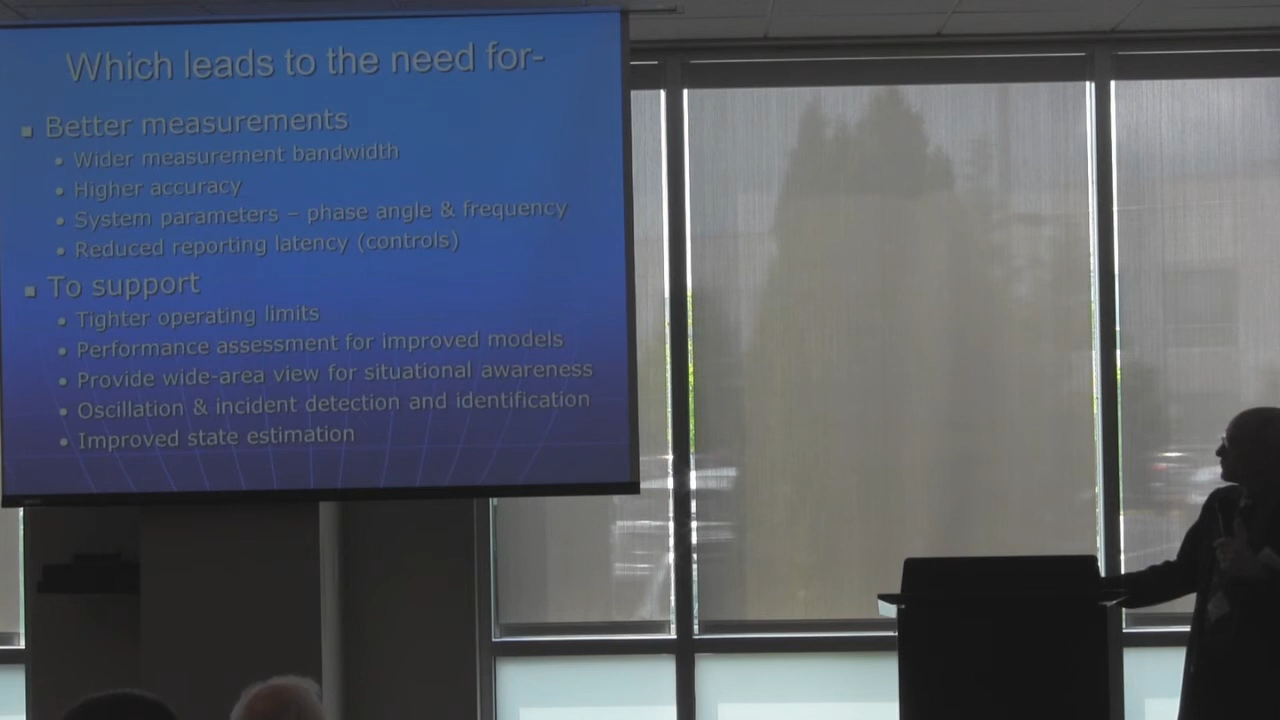 Which leads to the need for-
Better measurements
Wider measurement bandwidth
Higher accuracy
System parameters – phase angle & frequency
Reduced reporting latency (controls)
To support
Tighter operating limits
Performance assessment for improved models
Provide wide-area view for situational awareness
Oscillation & incident detection and identification
Improved state estimation